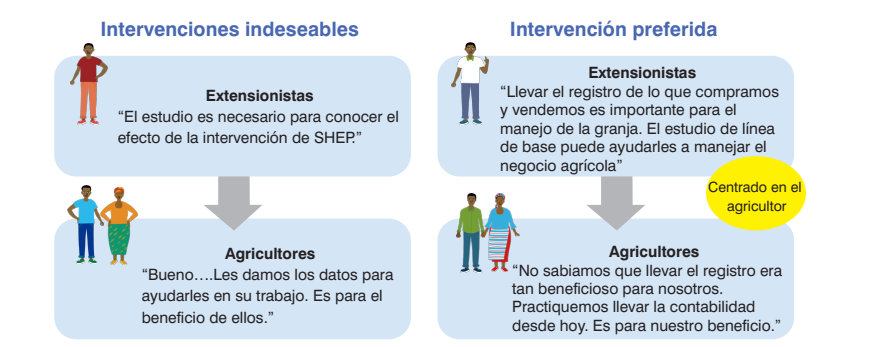 Intervenciones indeseables
Extensionistas
“El estudio es necesario para conocer el
efecto de la intervención de SHEP.”
Agricultores
“Bueno….Les damos los datos para
ayudarles en su trabajo. Es para el
beneficio de ellos.”
Intervención preferida
Extensionistas
“Llevar el registro de lo que compramos
y vendemos es importante para el
manejo de la granja. El estudio de línea
de base puede ayudarles a manejar el
negocio agrícola”
Centrado en el
agricultor
Agricultores
“No sabiamos que llevar el registro era
tan beneficioso para nosotros.
Practiquemos llevar la contabilidad
desde hoy. Es para nuestro beneficio.”